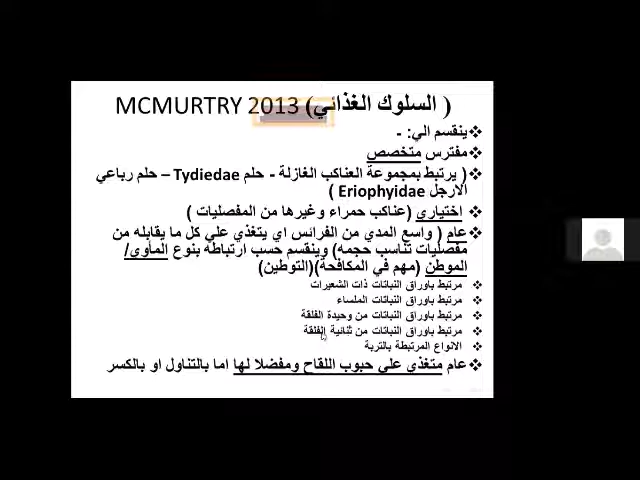 ( السلوك الغذائي) MCMURTRY 2013
ينقسم الي: -
مفترس متخصص
( يرتبط بمجموعة العناكب الغازلة - حلم Tydiedae – حلم رباعي
الارجل Eriophyidae )
اختياري (عناكب حمراء وغيرها من المفصليات )
عام ( واسع المدي من الفرائس اي يتغذي علي كل ما يقابله من
مفصليات تناسب حجمه) وينقسم حسب ارتباطه بنوع المأوي/
الموطن (مهم في المكافحة)(التوطين)
مرتبط باوراق النباتات ذات الشعيرات
مرتبط باوراق النباتات الملساء
مرتبط باوراق النباتات من وحيدة الفلقة
مرتبط باوراق النباتات من ثنائية الفلقة
الانواع المرتبطة بالتربة
عام متغذي علي حبوب اللقاح ومفضلا لها اما بالتناول او بالكسر